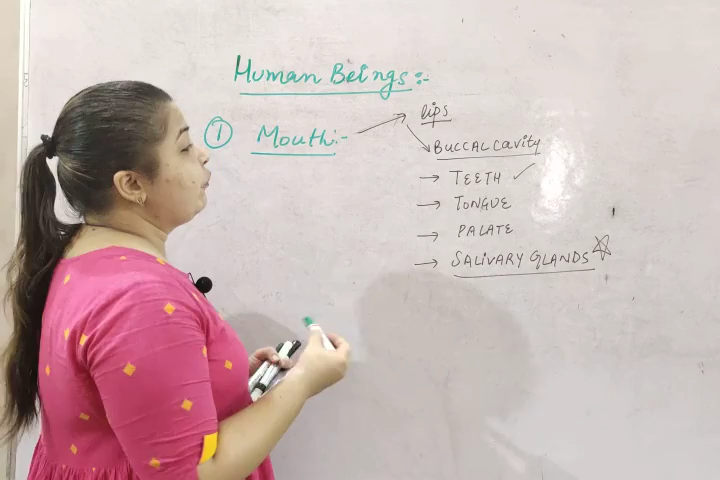 Human Beings:-
① Mouth:- → lips
Buccal cavity
→ TEETH ✓
→ TONGUE
→ PALATE
→ SALIVARY GLANDS ☆